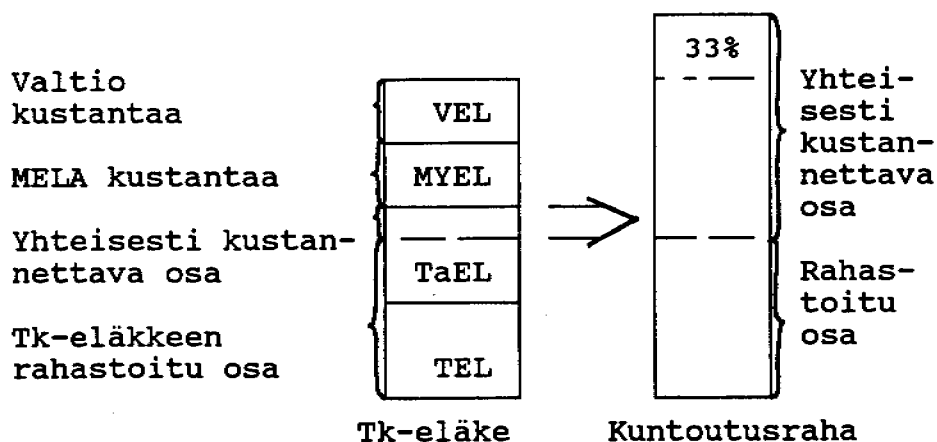 Valtio
kustantaa
MELA kustantaa
Yhteisesti kustan-
nettava osa
Tk-eläkkeen
rahastoitu osa
VEL
MYEL
TaEL
TEL
Tk-eläke
33%
Yhtei-
sesti
kustan-
nettava
osa
Rahas-
toitu
osa
Kuntoutusraha